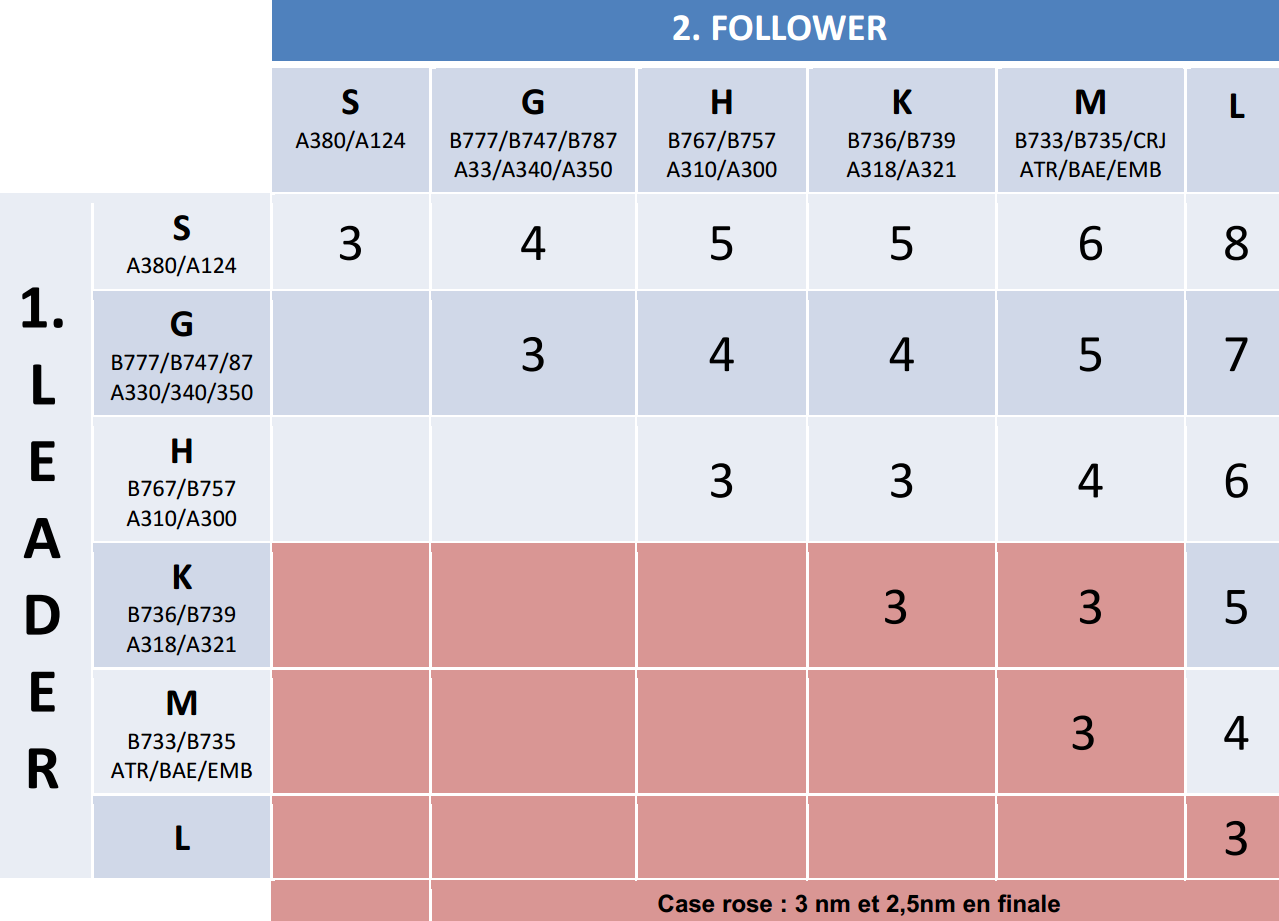 2. FOLLOWER
S G H K M L
A380/A124 B777/B747/B787 B767/B757 B736/B739 B733/B735/CRJ
A33/A340/A350 A310/A300 A318/A321 ATR/BAE/EMB
1. LEADER
S
A380/A124
3 4 5 5 6 8
G
B777/B747/87
A330/340/350
3 4 4 5 7
H
B767/B757
A310/A300
3 3 4 6
K
B736/B739
A318/A321
3 3 5
M
B733/B735
ATR/BAE/EMB
3 4
L
3
Case rose : 3 nm et 2,5nm en finale